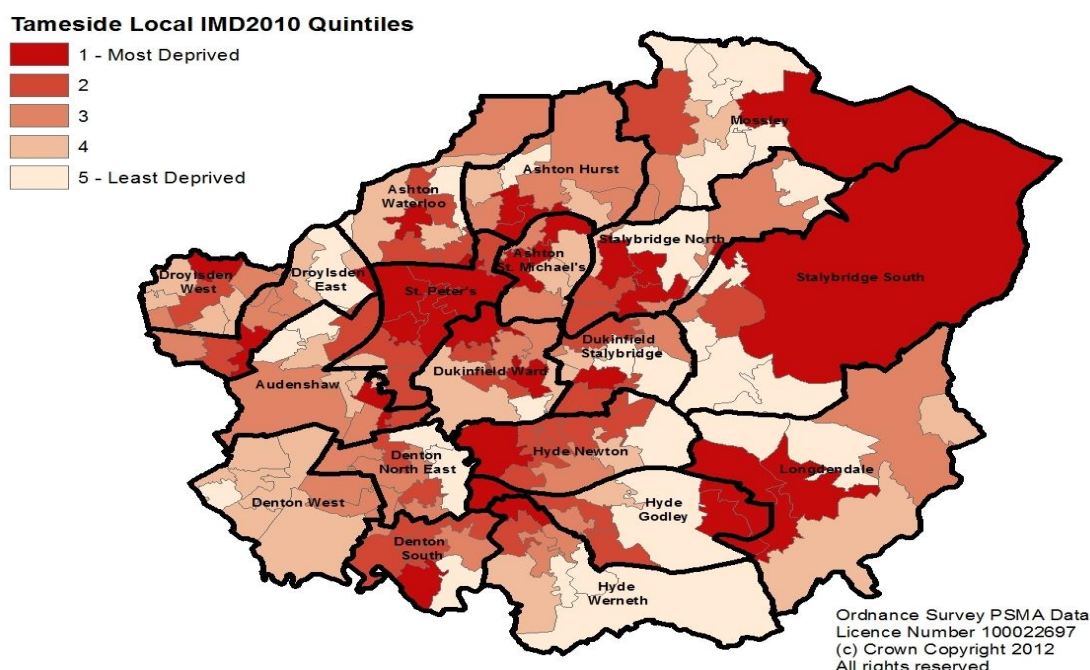 Tameside Local IMD2010 Quintiles
1 - Most Deprived
2
3
4
5 - Least Deprived
Mossley
Ashton Hurst
Ashton
Waterloo
Stalybridge North
Ashton
St. Michael's
Droylsden
West
Droylsden
East
St. Peter's
Stalybridge South
Dukinfield
Stalybridge
Dukinfield Ward
Audenshaw
Denton
North East
Hyde Newton
Longdendale
Denton West
Hyde
Godley
Denton
South
Hyde
Werneth
Ordnance Survey PSMA Data
Licence Number 100022697
(c) Crown Copyright 2012
All rights reserved